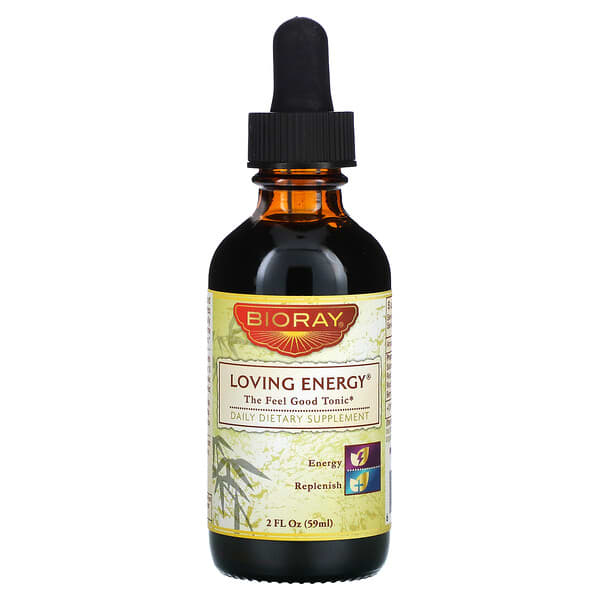 BIORAY®
LOVING ENERGY®
The Feel Good Tonic*
DAILY DIETARY SUPPLEMENT
Energy
Replenish
2 FL Oz (59ml)